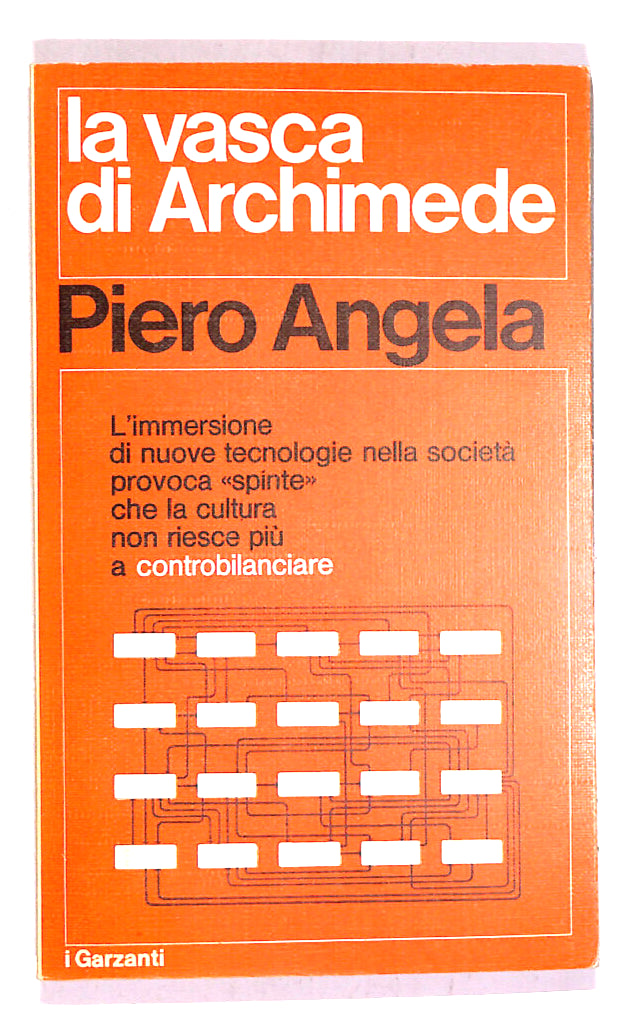 la vasca
di Archimede
Piero Angela
L'immersione
di nuove tecnologie nella società
provoca «spinte»
che la cultura
non riesce più
a controbilanciare
i Garzanti